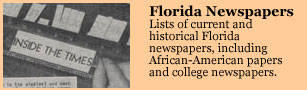 Florida Newspapers
Lists of current and
historical Florida
newspapers, including
African-American papers
and college newspapers.
INSIDE THE TIMES